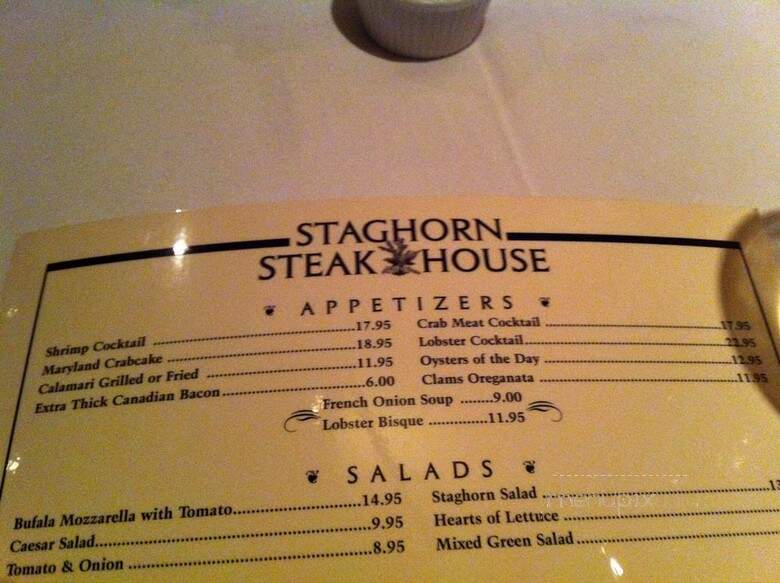 STAGHORN
STEAK HOUSE
APPETIZERS
Shrimp Cocktail ....17.95
Maryland Crabcake ....18.95
Calamari Grilled or Fried ....11.95
Extra Thick Canadian Bacon....6.00
Crab Meat Cocktail ....17.95
Lobster Cocktail....22.95
Oysters of the Day ....12.95
Clams Oreganata ....11.95
French Onion Soup ....9.00
Lobster Bisque ....11.95
SALADS
Bufala Mozzarella with Tomato....14.95
Caesar Salad....9.95
Tomato & Onion ....8.95
Staghorn Salad ....
Hearts of Lettuce ....
Mixed Green Salad....
menupix